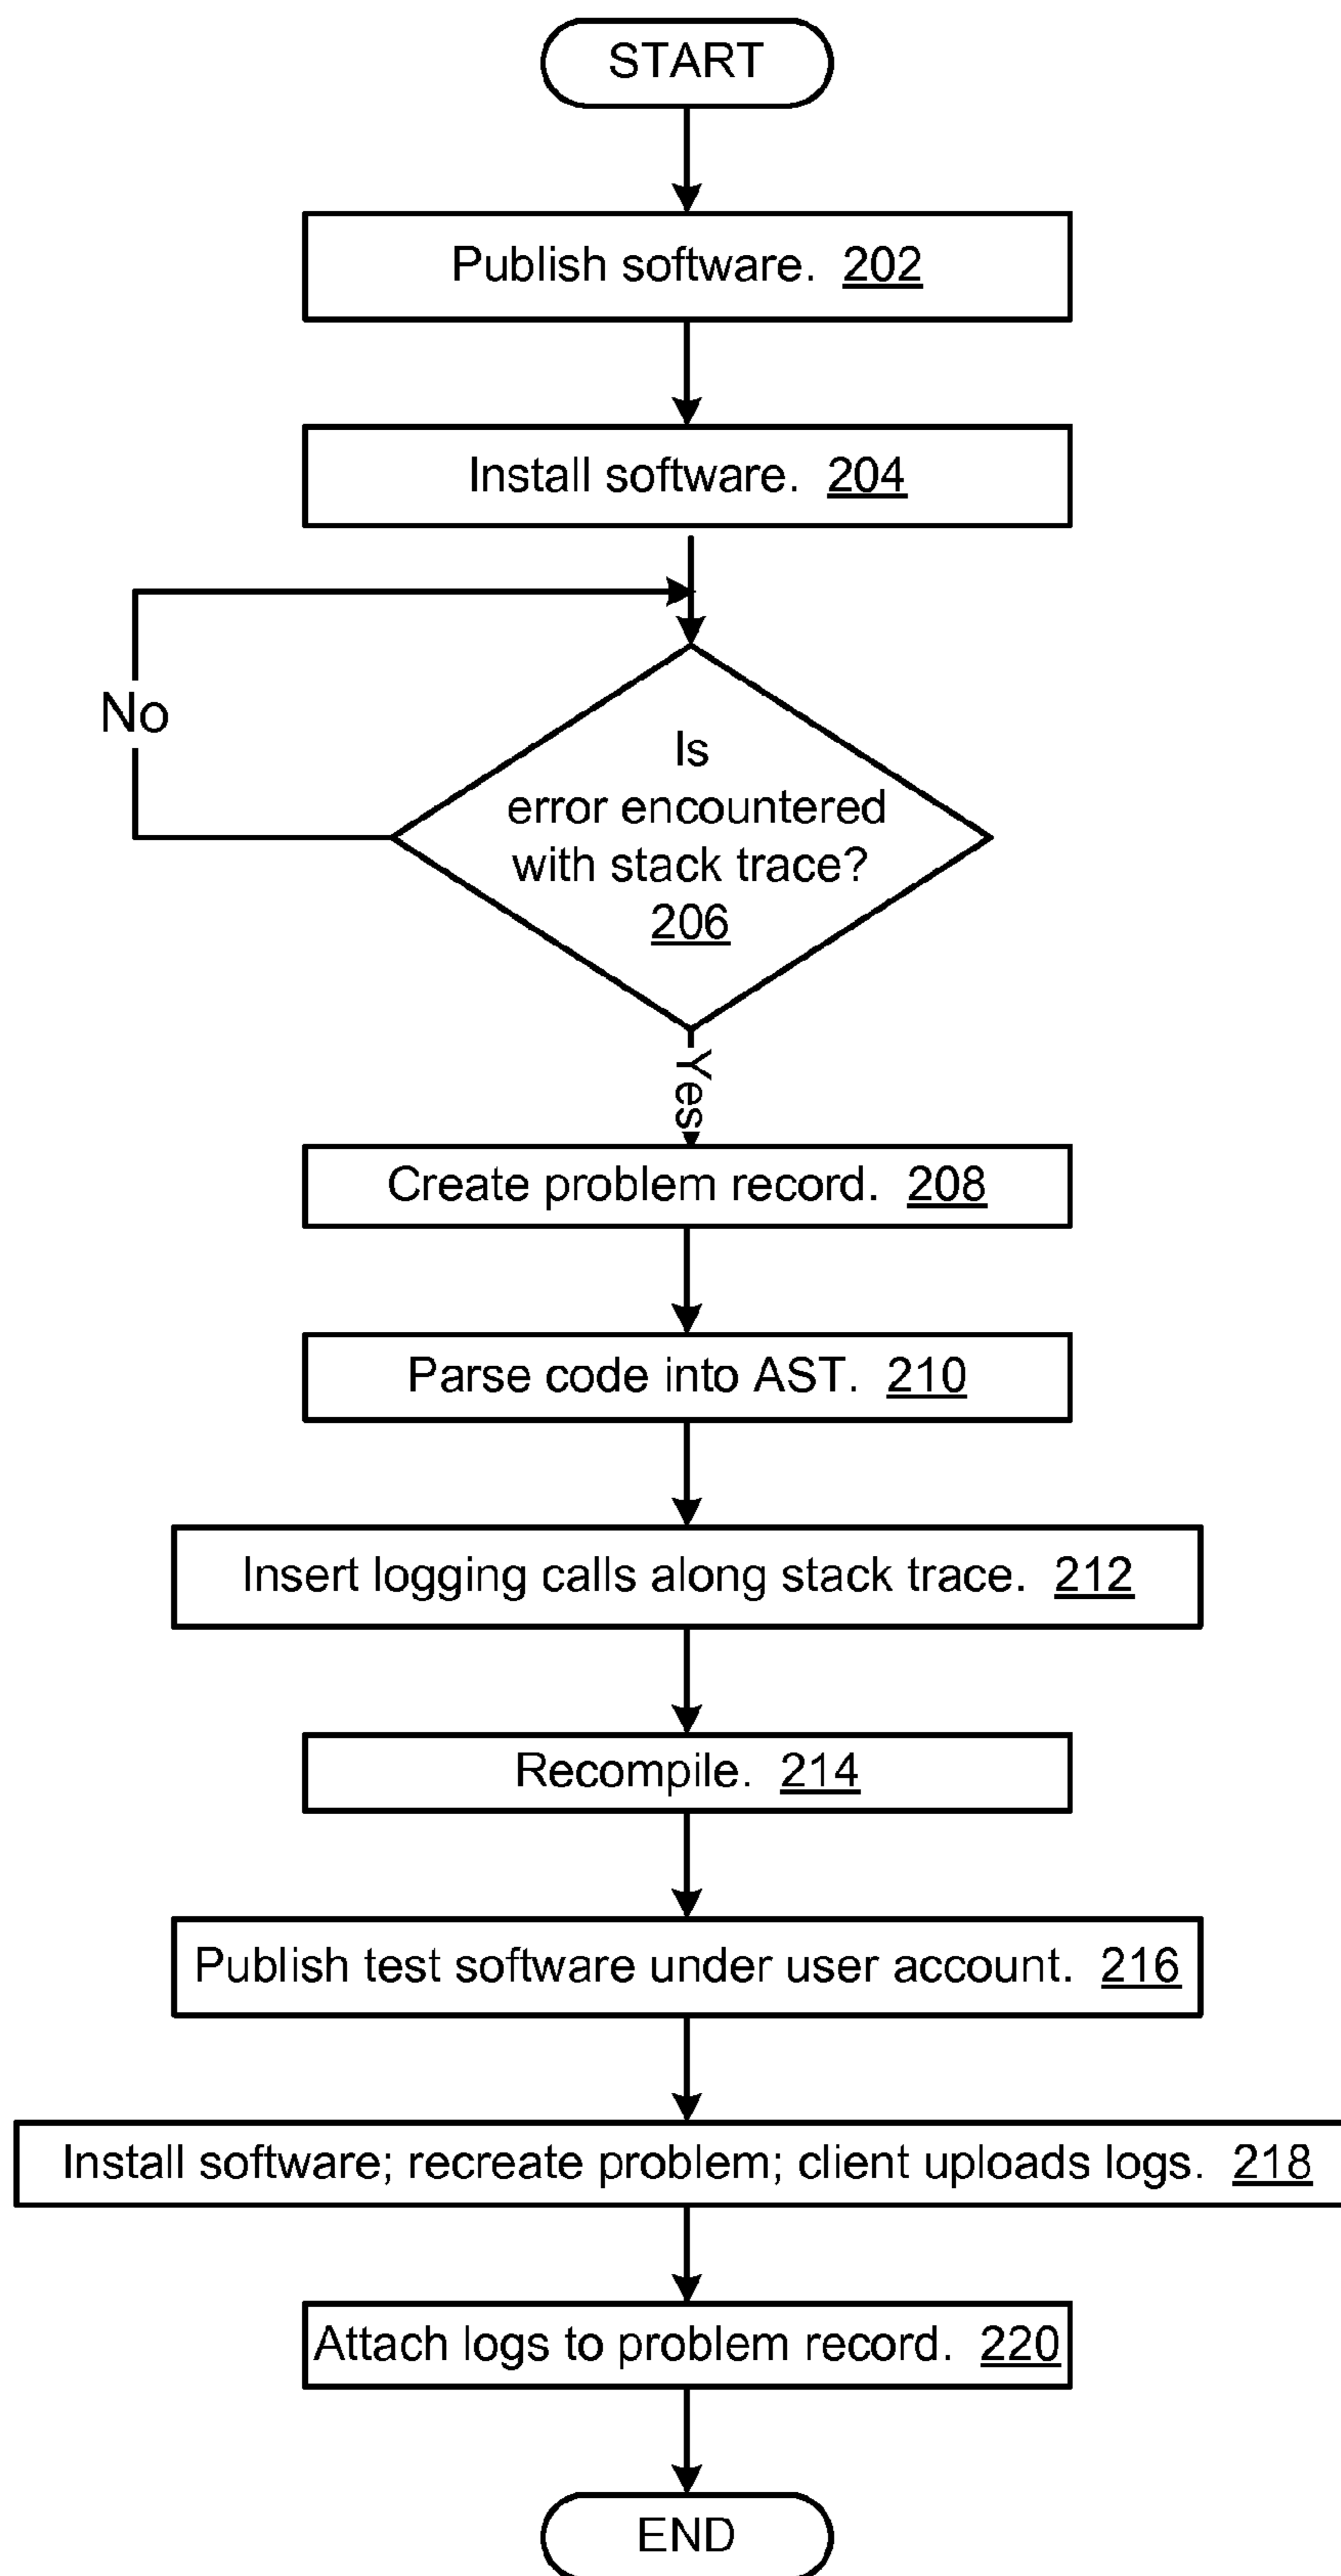 START
Publish software. 202
Install software. 204
No
Is
error encountered
with stack trace?
206
Yes
Create problem record. 208
Parse code into AST. 210
Insert logging calls along stack trace. 212
Recompile. 214
Publish test software under user account. 216
Install software; recreate problem; client uploads logs. 218
Attach logs to problem record. 220
END